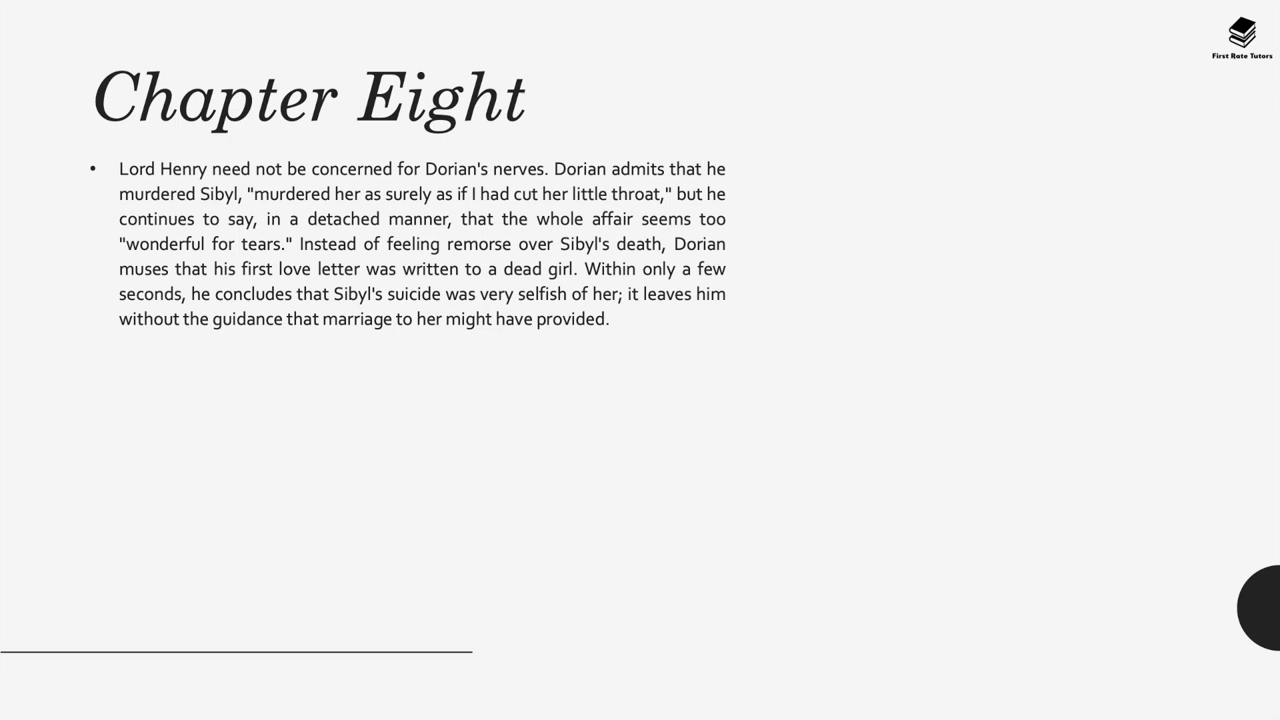 First Rate Tutors
Chapter Eight
• Lord Henry need not be concerned for Dorian's nerves. Dorian admits that he
murdered Sibyl, "murdered her as surely as if I had cut her little throat," but he
continues to say, in a detached manner, that the whole affair seems too
"wonderful for tears." Instead of feeling remorse over Sibyl's death, Dorian
muses that his first love letter was written to a dead girl. Within only a few
seconds, he concludes that Sibyl's suicide was very selfish of her; it leaves him
without the guidance that marriage to her might have provided.